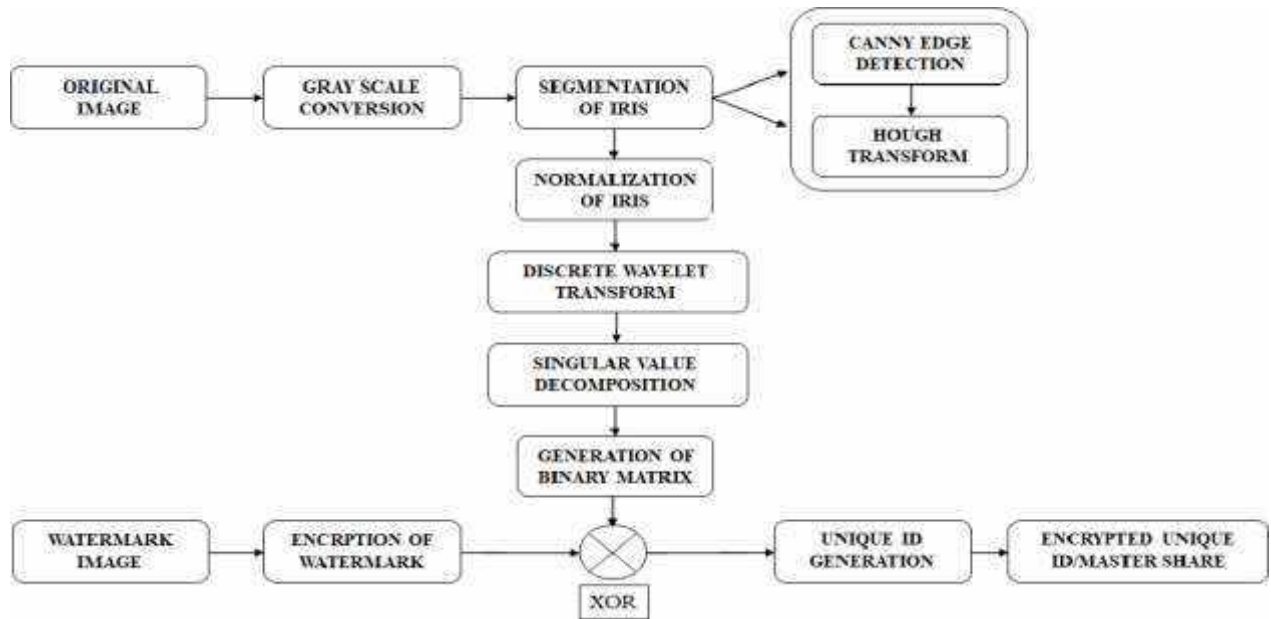 ORIGINAL
IMAGE
GRAY SCALE
CONVERSION
SEGMENTATION
OF IRIS
CANNY EDGE
DETECTION
HOUGH
TRANSFORM
NORMALIZATION
OF IRIS
DISCRETE WAVELET
TRANSFORM
SINGULAR VALUE
DECOMPOSITION
GENERATION OF
BINARY MATRIX
WATERMARK
IMAGE
ENCRPTION OF
WATERMARK
XOR
UNIQUE ID
GENERATION
ENCRYPTED UNIQUE
ID/MASTER SHARE